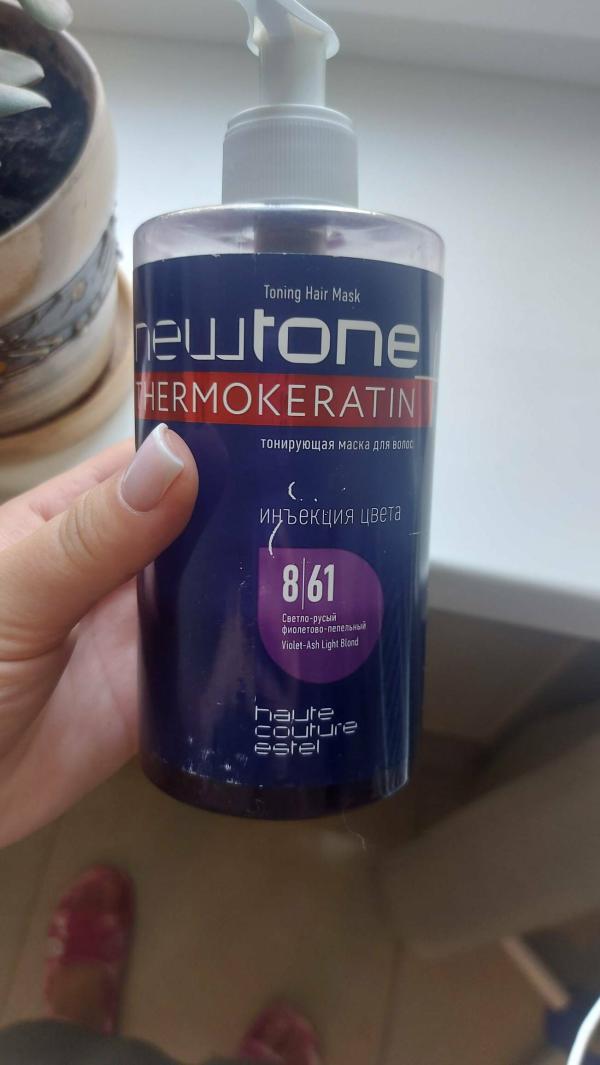 Toning Hair Mask
newtone
THERMOKERATIN
тонирующая маска для волос
инъекция цвета
8|61
Светло-русый
фиолетово-пепельный
Violet-Ash Light Blond
haute
couture
estel